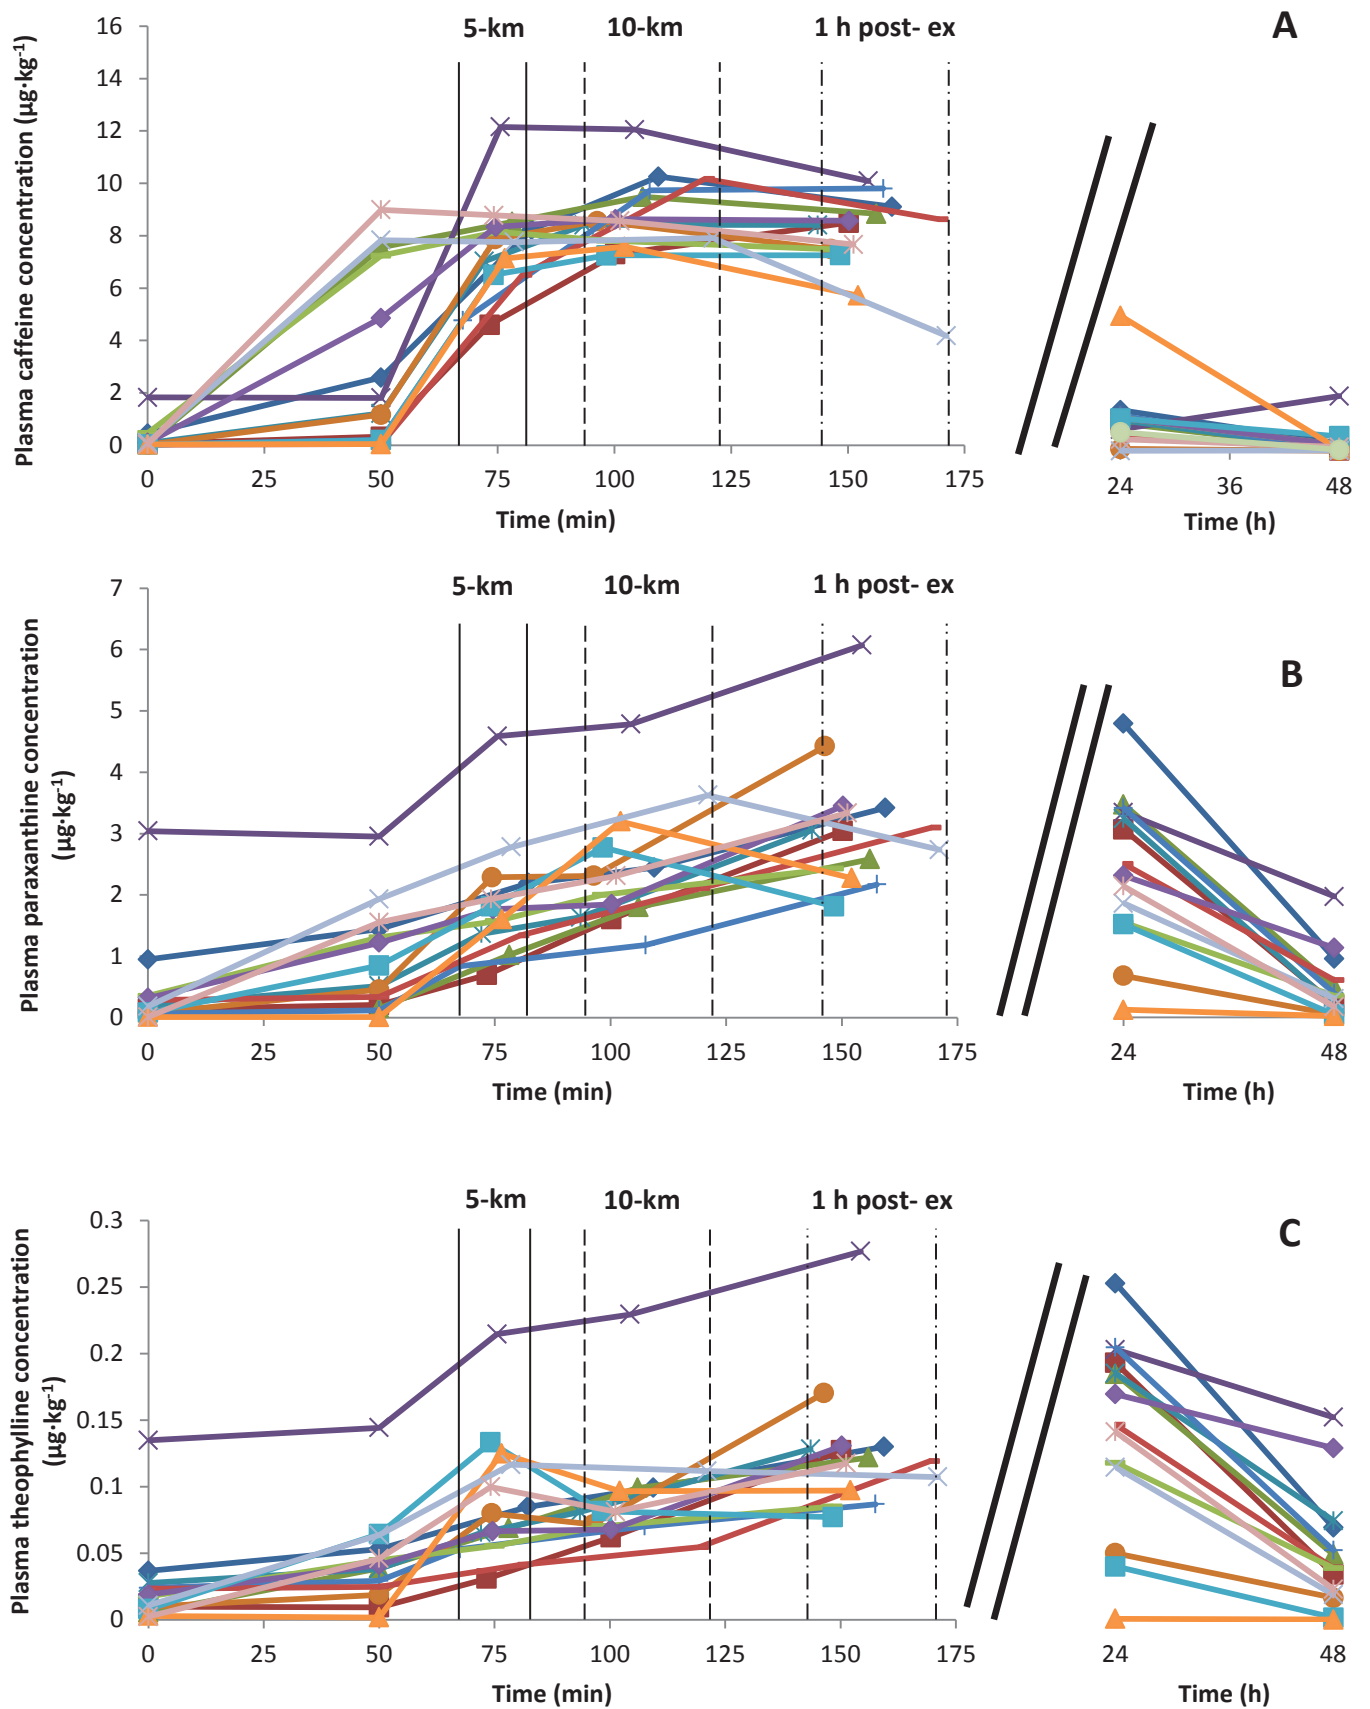 5-km 10-km 1 h post- ex A
Plasma caffeine concentration (µg·kg⁻¹)
16
14
12
10
8
6
4
2
0
0 25 50 75 100 125 150 175
Time (min)
24 36 48
Time (h)
5-km 10-km 1 h post- ex
B
Plasma paraxanthine concentration
(µg·kg⁻¹)
7
6
5
4
3
2
1
0
0 25 50 75 100 125 150 175
Time (min)
24 48
Time (h)
5-km 10-km 1 h post- ex
C
Plasma theophylline concentration
(µg·kg⁻¹)
0.3
0.25
0.2
0.15
0.1
0.05
0
0 25 50 75 100 125 150 175
Time (min)
24 48
Time (h)